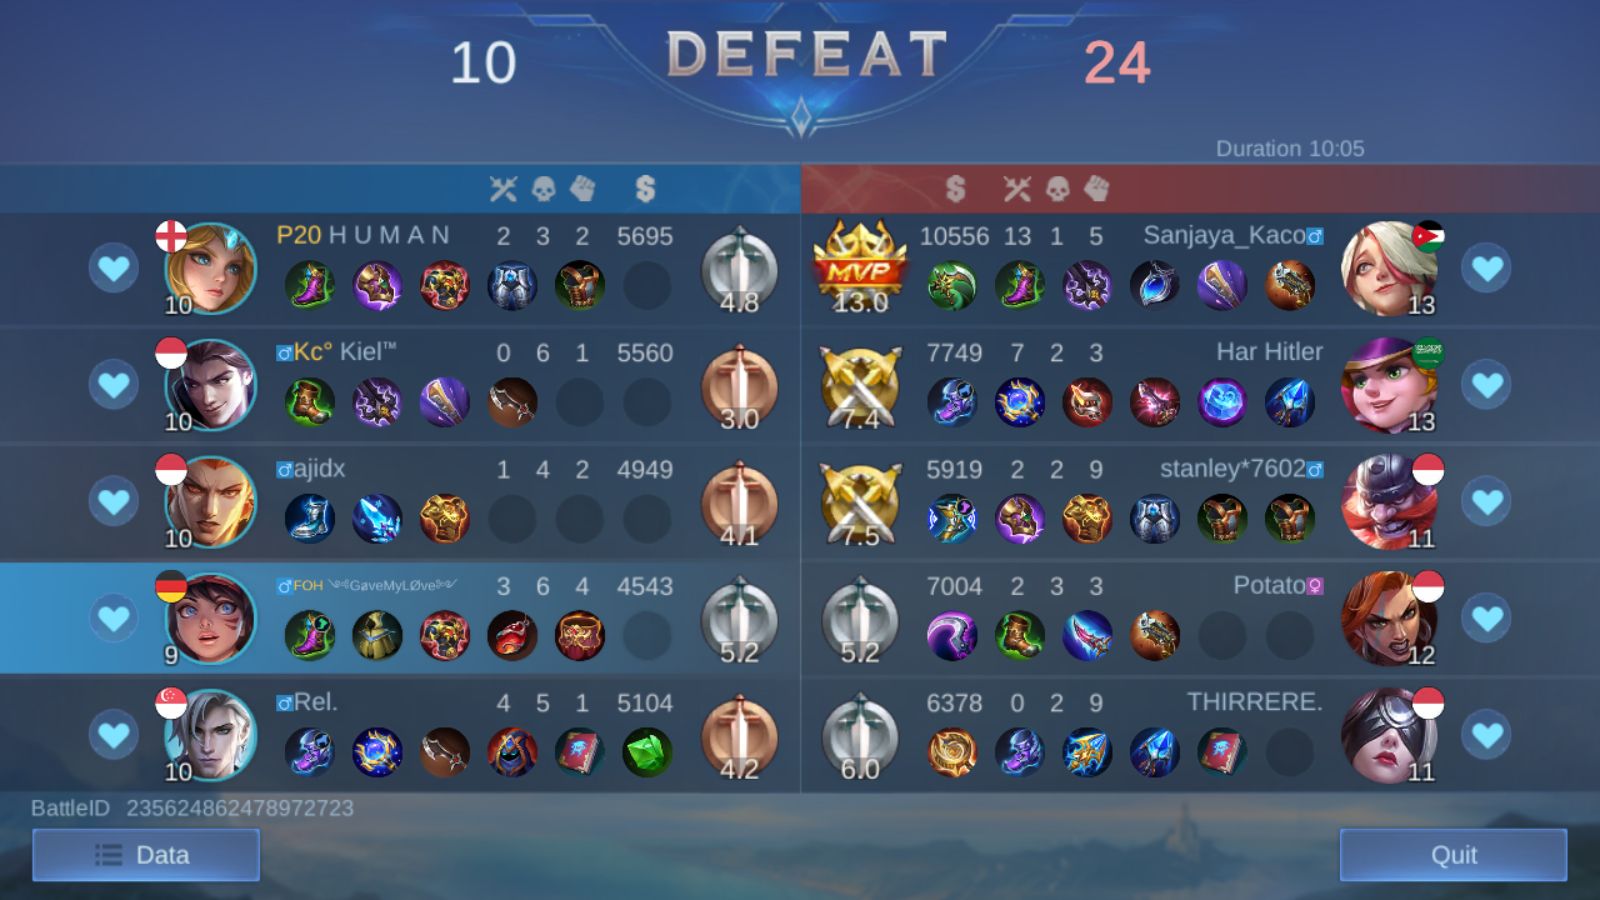 10 DEFEAT 24
Duration 10:05
P20 H U M A N 2 3 2 5695 4.8
10
MVP 13.0 10556 13 1 5 Sanjaya_Kaco
13
Kc° Kiel™ 0 6 1 5560 3.0
10
7.4 7749 7 2 3 Har Hitler
13
ajidx 1 4 2 4949 4.1
10
7.5 5919 2 2 9 stanley*7602
11
FOH ༺GaveMyLØve༻ 3 6 4 4543 5.2
9
5.2 7004 2 3 3 Potato
12
Rel. 4 5 1 5104 4.2
10
6.0 6378 0 2 9 THIRRERE.
11
BattleID 235624862478972723
Data
Quit